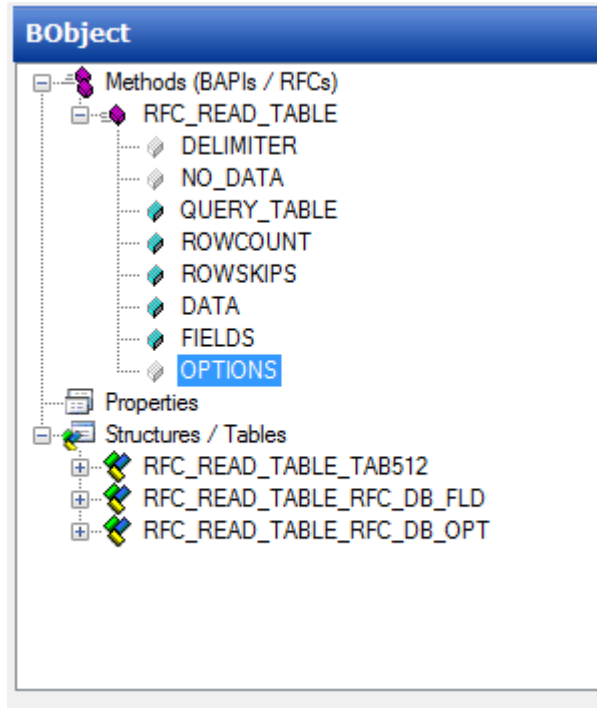 BObject
Methods (BAPIs / RFCs)
RFC_READ_TABLE
DELIMITER
NO_DATA
QUERY_TABLE
ROWCOUNT
ROWSKIPS
DATA
FIELDS
OPTIONS
Properties
Structures / Tables
RFC_READ_TABLE_TAB512
RFC_READ_TABLE_RFC_DB_FLD
RFC_READ_TABLE_RFC_DB_OPT